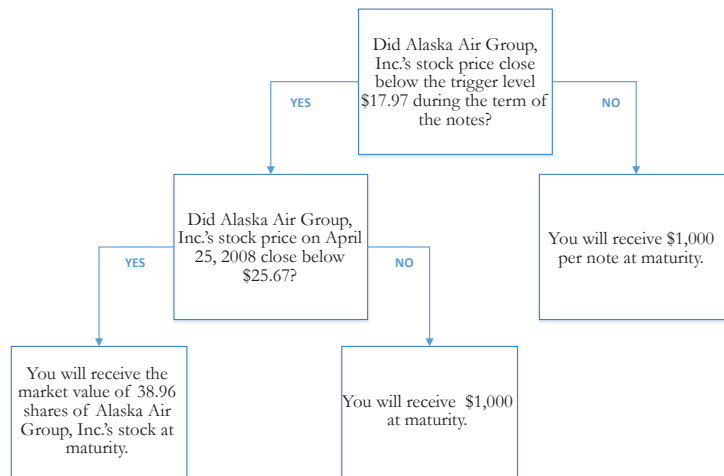 Did Alaska Air Group,
Inc.'s stock price close
below the trigger level
$17.97 during the term of
the notes?
YES
NO
Did Alaska Air Group,
Inc.'s stock price on April
25, 2008 close below
$25.67?
You will receive $1,000
per note at maturity.
YES
NO
You will receive the
market value of 38.96
shares of Alaska Air
Group, Inc.'s stock at
maturity.
You will receive $1,000
at maturity.